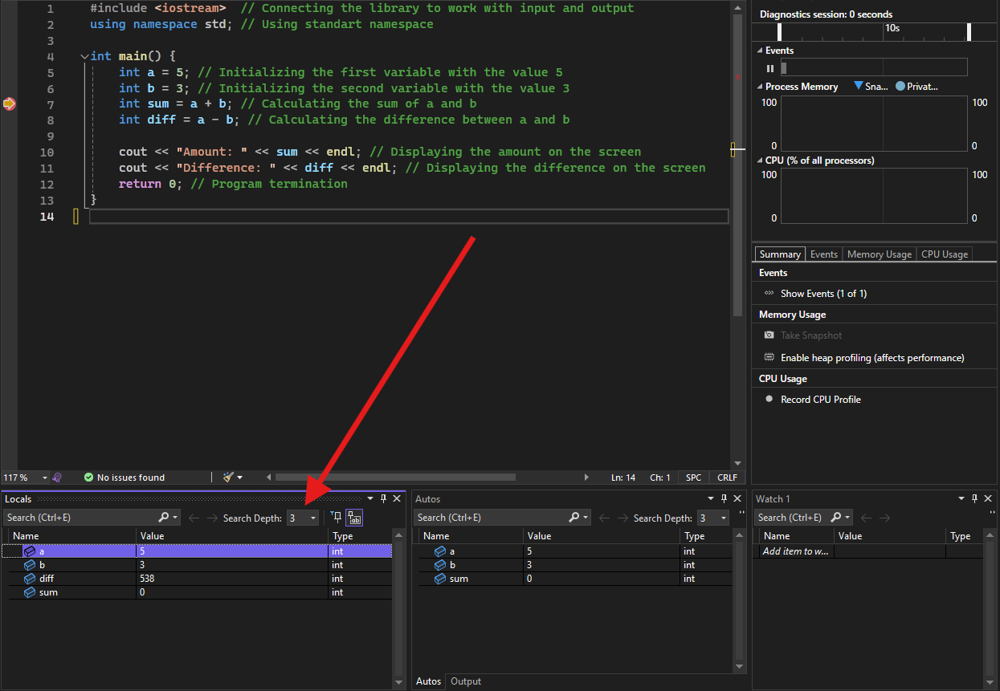 1 #include <iostream> // Connecting the library to work with input and output
2 using namespace std; // Using standart namespace
3
4 int main() {
5 int a = 5; // Initializing the first variable with the value 5
6 int b = 3; // Initializing the second variable with the value 3
7 int sum = a + b; // Calculating the sum of a and b
8 int diff = a - b; // Calculating the difference between a and b
9
10 cout << "Amount: " << sum << endl; // Displaying the amount on the screen
11 cout << "Difference: " << diff << endl; // Displaying the difference on the screen
12 return 0; // Program termination
13 }
14
117 % No issues found Ln: 14 Ch: 1 SPC CRLF
Diagnostics session: 0 seconds
10s
Events
Process Memory Sna... Privat...
100 100
0 0
CPU (% of all processors)
100 100
0 0
Summary Events Memory Usage CPU Usage
Events
Show Events (1 of 1)
Memory Usage
Take Snapshot
Enable heap profiling (affects performance)
CPU Usage
Record CPU Profile
Locals
Search (Ctrl+E) Search Depth: 3
Name Value Type
a 5 int
b 3 int
diff 538 int
sum 0 int
Autos
Search (Ctrl+E) Search Depth: 3
Name Value Type
a 5 int
b 3 int
sum 0 int
Autos Output
Watch 1
Search (Ctrl+E)
Name Value Type
Add item to w...